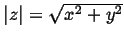 |z| = √(x² + y²)